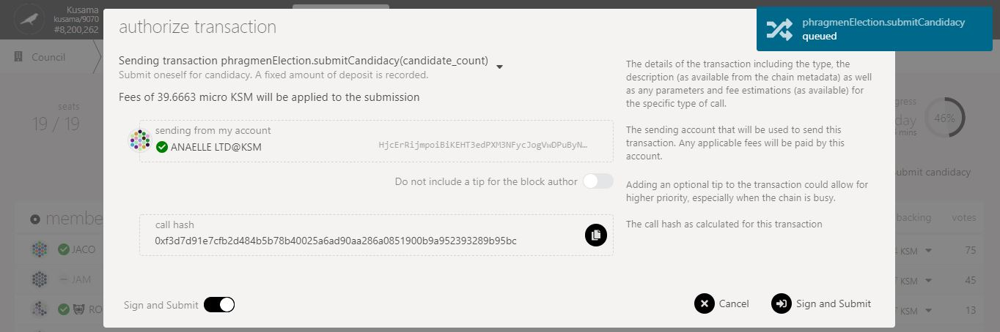 Kusama
kusama/9070
#8,200,262
Council
seats
19 / 19
authorize transaction
phragmenElection.submitCandidacy
queued
Sending transaction phragmenElection.submitCandidacy(candidate_count)
Submit oneself for candidacy. A fixed amount of deposit is recorded.
Fees of 39.6663 micro KSM will be applied to the submission
The details of the transaction including the type, the
description (as available from the chain metadata) as well
as any parameters and fee estimations (as available) for
the specific type of call.
sending from my account
ANAELLE LTD@KSM
HjcErRijmpoiBiKEHT3edPXM3NFycJogVwDPuByN…
The sending account that will be used to send this
transaction. Any applicable fees will be paid by this
account.
Do not include a tip for the block author
Adding an optional tip to the transaction could allow for
higher priority, especially when the chain is busy.
call hash
0xf3d7d91e7cfb2d484b5b78b40025a6ad90aa286a0851900b9a952393289b95bc
The call hash as calculated for this transaction
Sign and Submit
Cancel
Sign and Submit
gress
day
mins
46%
ubmit candidacy
membe
backing
votes
JACO
KSM
75
JAM
KSM
45
RO
KSM
13